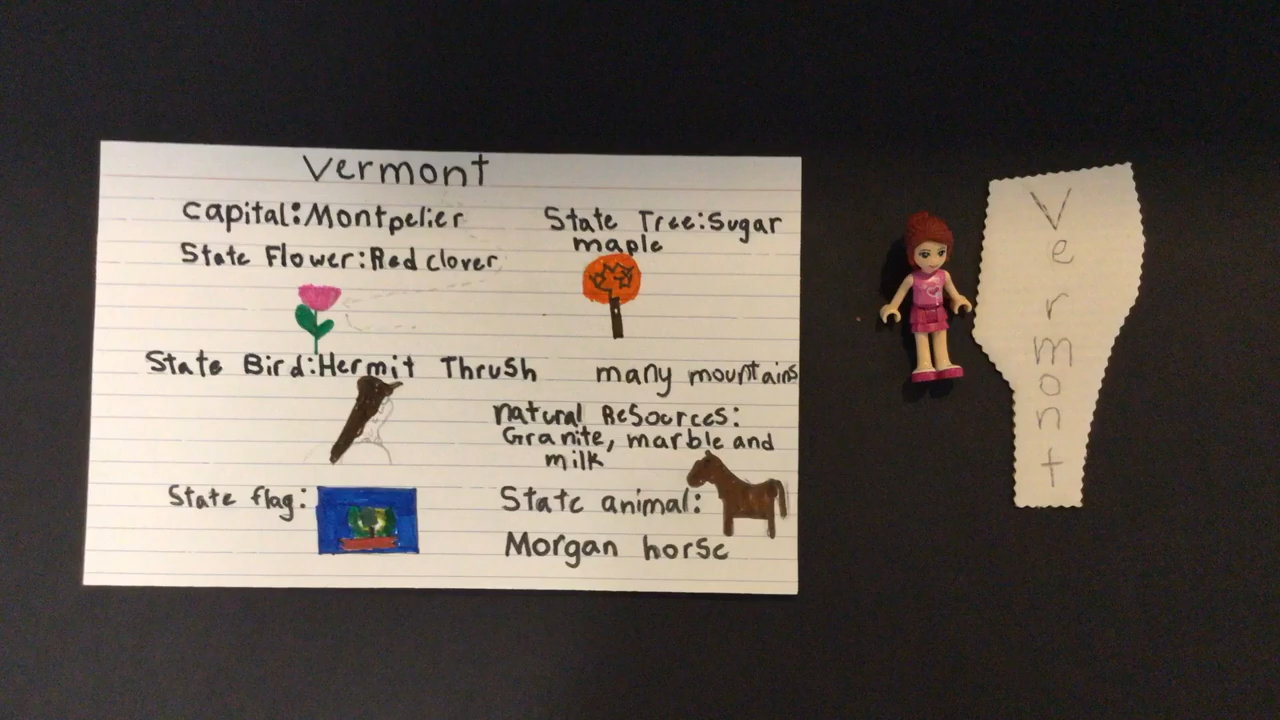 Vermont
Capital:Montpelier
State Flower:Red clover
State Tree:Sugar
maple
State Bird:Hermit Thrush
many mountains
natural Resources:
Granite, marble and
milk
State flag:
State animal:
Morgan horse
Vermont